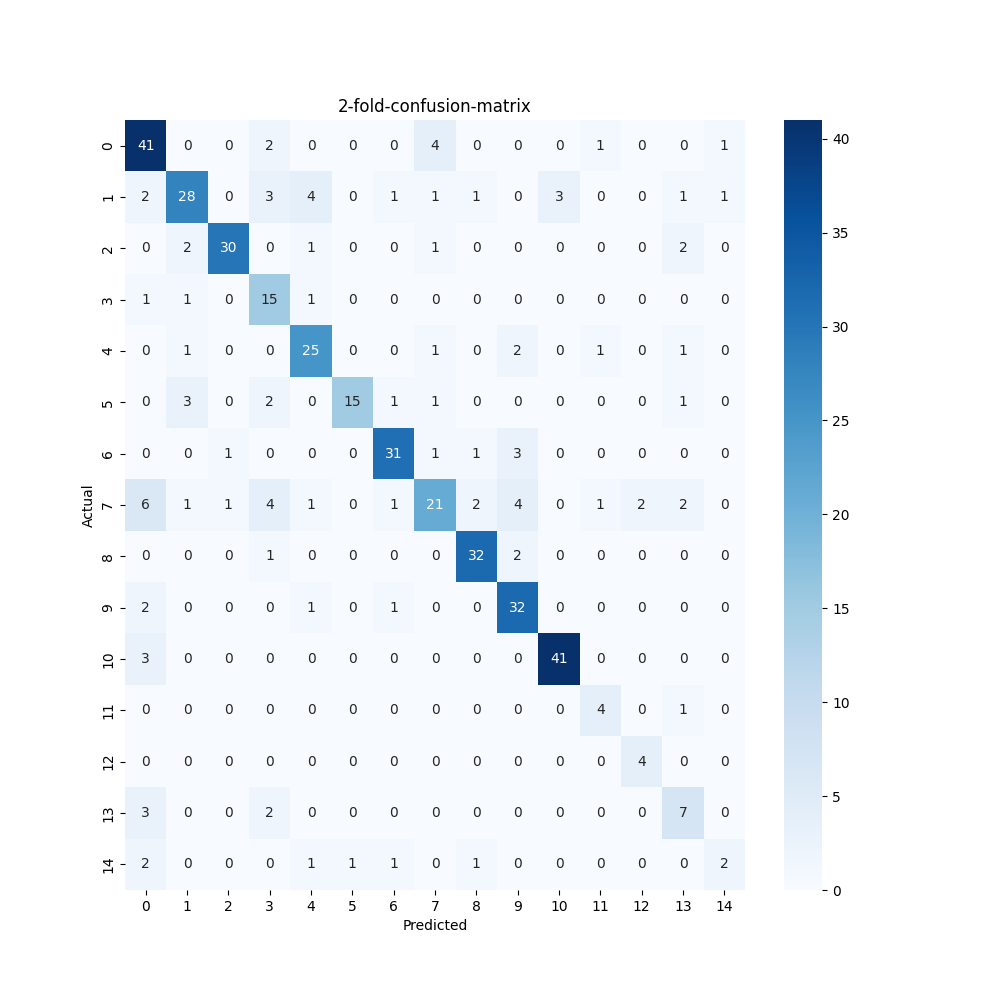 2-fold-confusion-matrix
0 41 0 0 2 0 0 0 4 0 0 0 1 0 0 1
1 2 28 0 3 4 0 1 1 1 0 3 0 0 1 1
2 0 2 30 0 1 0 0 1 0 0 0 0 0 2 0
3 1 1 0 15 1 0 0 0 0 0 0 0 0 0 0
4 0 1 0 0 25 0 0 1 0 2 0 1 0 1 0
5 0 3 0 2 0 15 1 1 0 0 0 0 0 1 0
6 0 0 1 0 0 0 31 1 1 3 0 0 0 0 0
7 6 1 1 4 1 0 1 21 2 4 0 1 2 2 0
8 0 0 0 1 0 0 0 0 32 2 0 0 0 0 0
9 2 0 0 0 1 0 1 0 0 32 0 0 0 0 0
10 3 0 0 0 0 0 0 0 0 0 41 0 0 0 0
11 0 0 0 0 0 0 0 0 0 0 0 4 0 1 0
12 0 0 0 0 0 0 0 0 0 0 0 0 4 0 0
13 3 0 0 2 0 0 0 0 0 0 0 0 0 7 0
14 2 0 0 0 1 1 1 0 1 0 0 0 0 0 2
0 1 2 3 4 5 6 7 8 9 10 11 12 13 14
Predicted
Actual
40
35
30
25
20
15
10
5
0